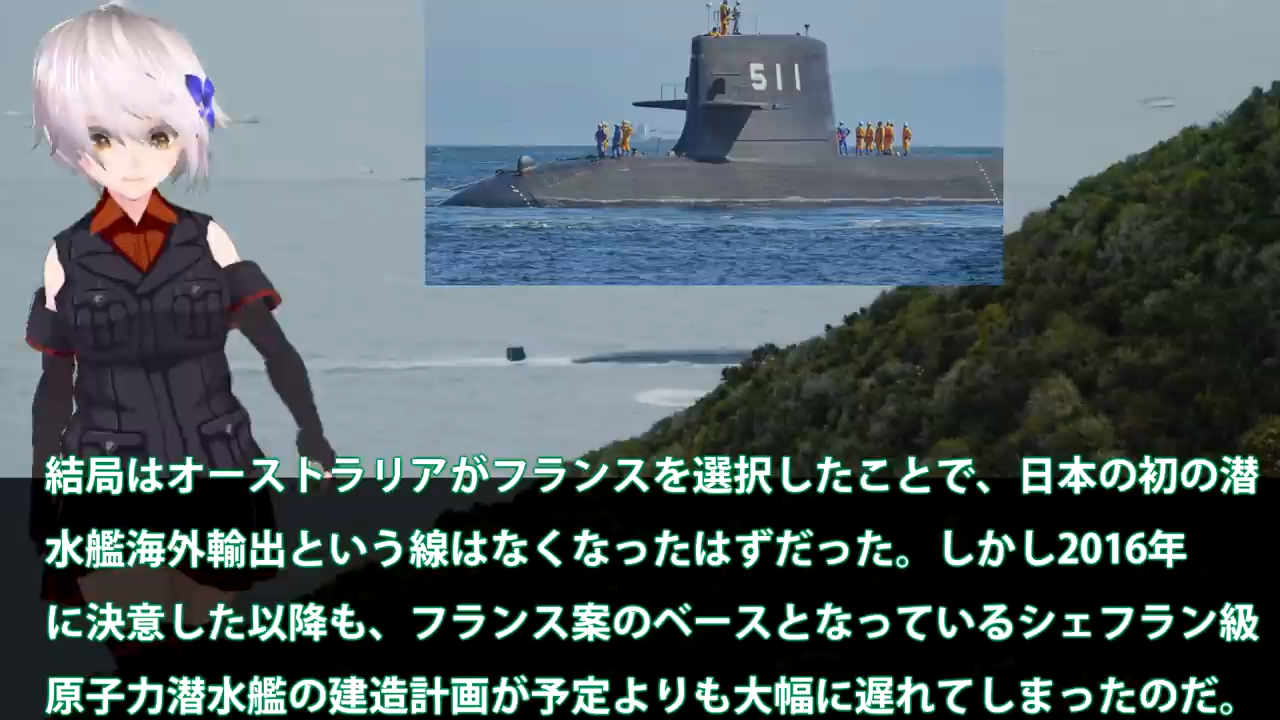 511
結局はオーストラリアがフランスを選択したことで、日本の初の潜
水艦海外輸出という線はなくなったはずだった。しかし2016年
に決意した以降も、フランス案のベースとなっているシェフラン級
原子力潜水艦の建造計画が予定よりも大幅に遅れてしまったのだ。